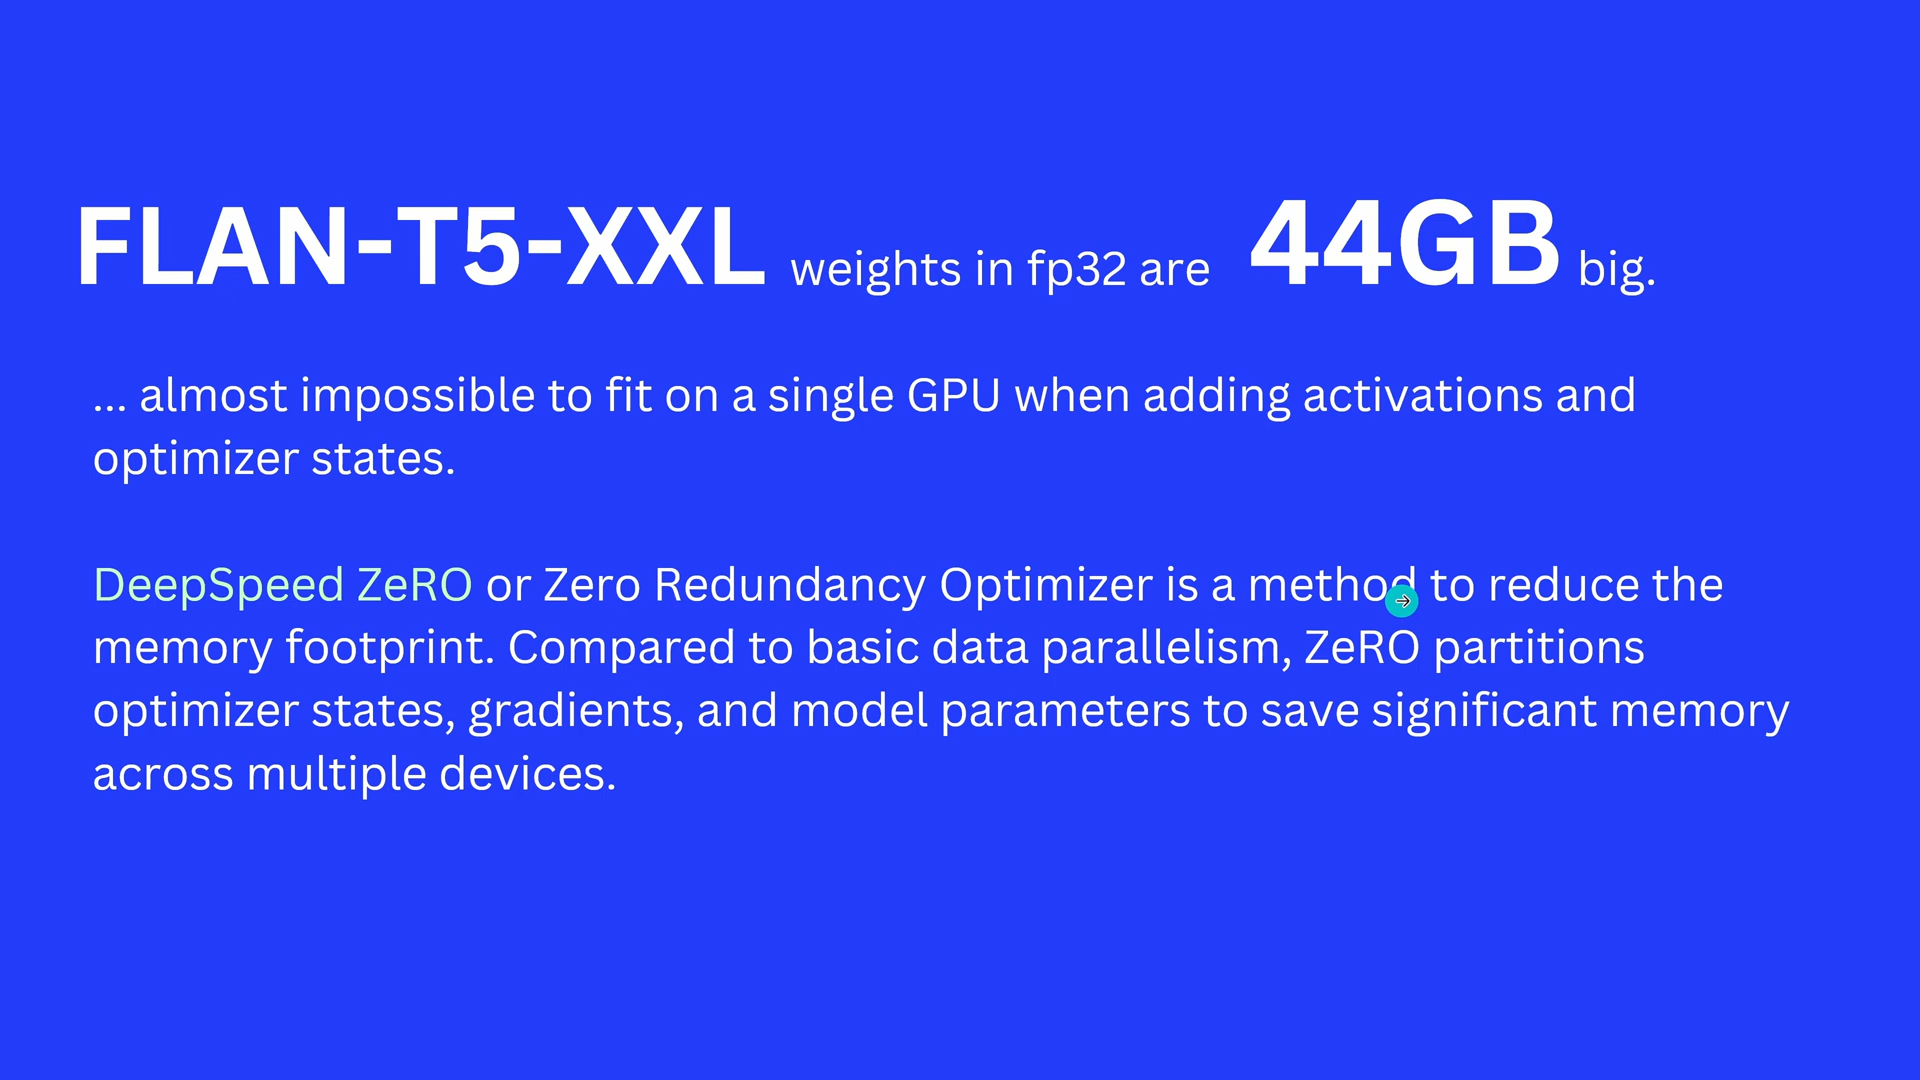 FLAN-T5-XXL weights in fp32 are 44GB big.
... almost impossible to fit on a single GPU when adding activations and
optimizer states.
DeepSpeed ZeRO or Zero Redundancy Optimizer is a method to reduce the
memory footprint. Compared to basic data parallelism, ZeRO partitions
optimizer states, gradients, and model parameters to save significant memory
across multiple devices.